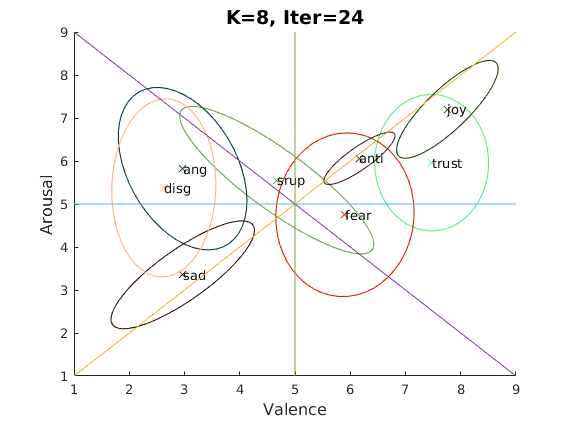 K=8, Iter=24
9
8
7
6
5
4
3
2
1
Arousal
joy
anti
trust
ang
srup
disg
fear
sad
1 2 3 4 5 6 7 8 9
Valence